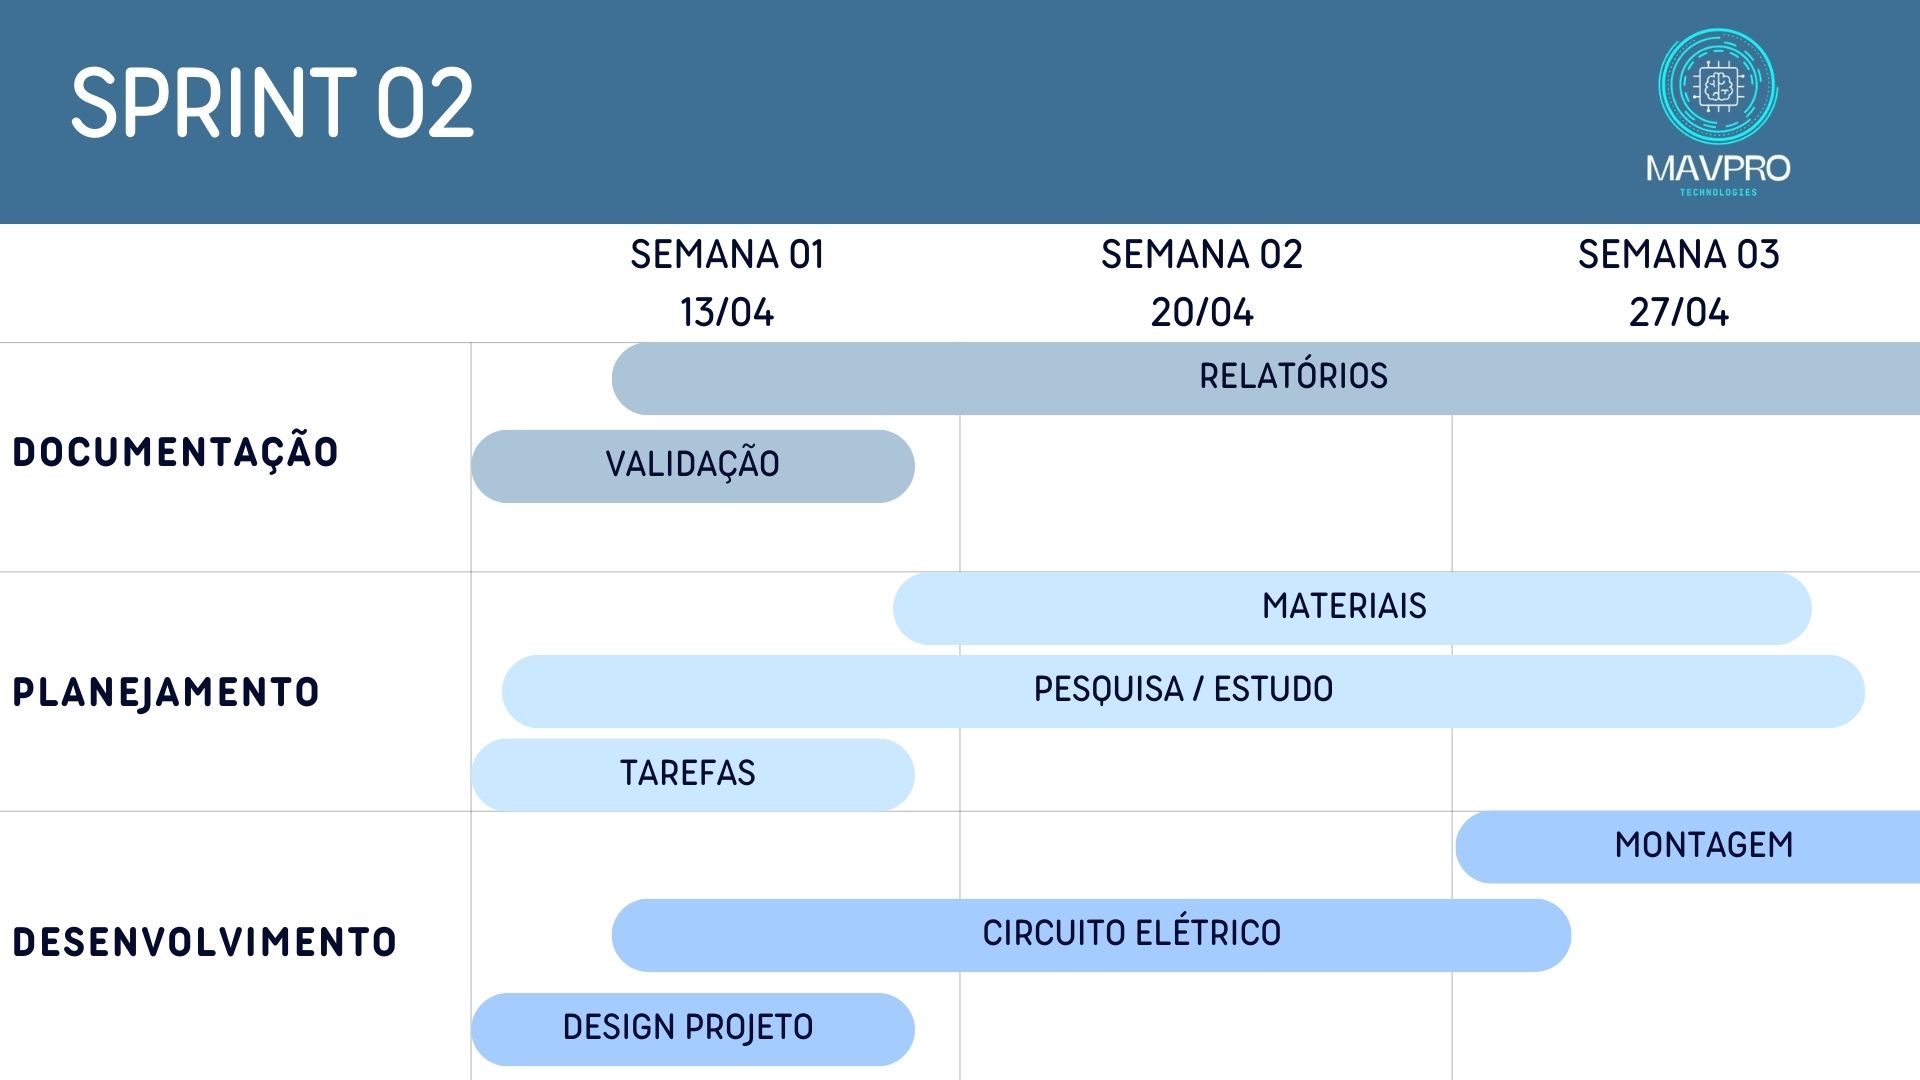 SPRINT 02
MAVPRO
TECHNOLOGIES
SEMANA 01
13/04
SEMANA 02
20/04
SEMANA 03
27/04
DOCUMENTAÇÃO
RELATÓRIOS
VALIDAÇÃO
PLANEJAMENTO
MATERIAIS
PESQUISA / ESTUDO
TAREFAS
DESENVOLVIMENTO
MONTAGEM
CIRCUITO ELÉTRICO
DESIGN PROJETO